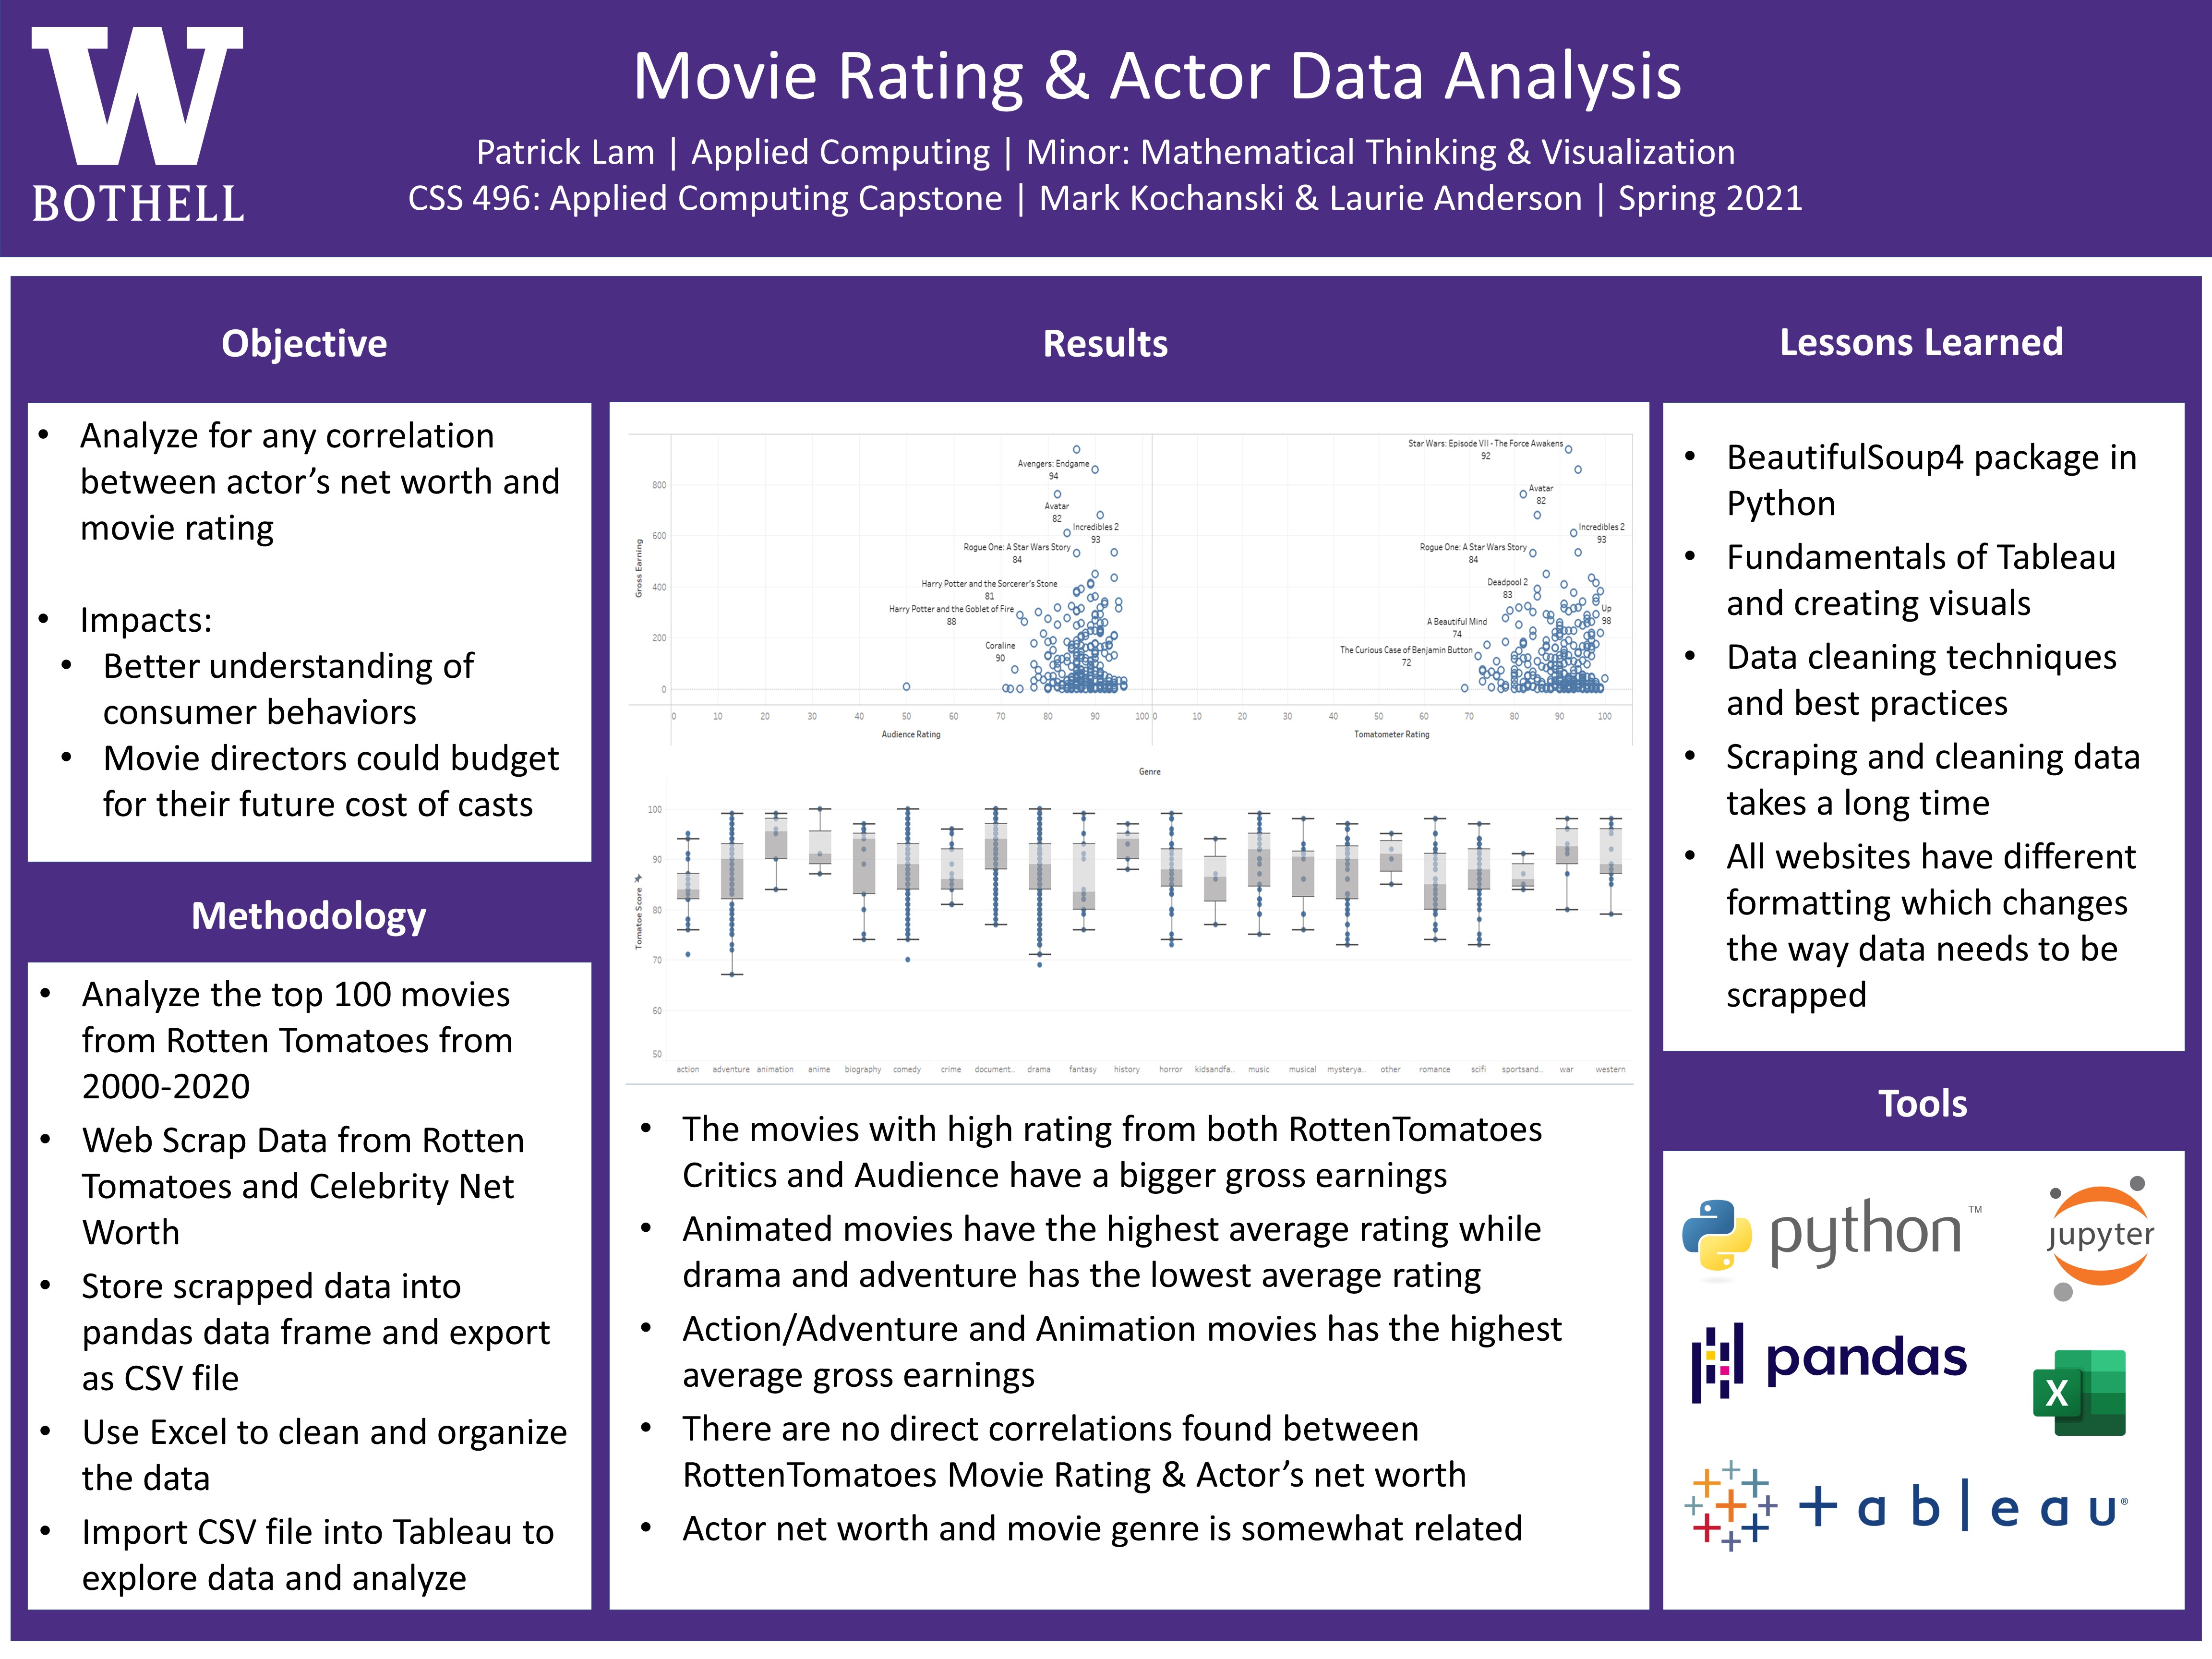 W
BOTHELL
Movie Rating & Actor Data Analysis
Patrick Lam | Applied Computing | Minor: Mathematical Thinking & Visualization
CSS 496: Applied Computing Capstone | Mark Kochanski & Laurie Anderson | Spring 2021
Objective
• Analyze for any correlation
between actor’s net worth and
movie rating
• Impacts:
• Better understanding of
consumer behaviors
• Movie directors could budget
for their future cost of casts
Methodology
• Analyze the top 100 movies
from Rotten Tomatoes from
2000-2020
• Web Scrap Data from Rotten
Tomatoes and Celebrity Net
Worth
• Store scrapped data into
pandas data frame and export
as CSV file
• Use Excel to clean and organize
the data
• Import CSV file into Tableau to
explore data and analyze
Results
Gross Earning
800
600
400
200
0
Avengers: Endgame
94
Avatar
82
Incredibles 2
93
Rogue One: A Star Wars Story
84
Harry Potter and the Sorcerer's Stone
81
Harry Potter and the Goblet of Fire
88
Coraline
90
0 10 20 30 40 50 60 70 80 90 100
Audience Rating
Star Wars: Episode VII - The Force Awakens
92
Avatar
82
Incredibles 2
93
Rogue One: A Star Wars Story
84
Deadpool 2
83
Up
98
A Beautiful Mind
74
The Curious Case of Benjamin Button
72
0 10 20 30 40 50 60 70 80 90 100
Tomatometer Rating
Genre
Tomatoe Score
100
90
80
70
60
50
action adventure animation anime biography comedy crime document.. drama fantasy history horror kidsandfa.. music musical mysterya.. other romance scifi sportsand.. war western
• The movies with high rating from both RottenTomatoes
Critics and Audience have a bigger gross earnings
• Animated movies have the highest average rating while
drama and adventure has the lowest average rating
• Action/Adventure and Animation movies has the highest
average gross earnings
• There are no direct correlations found between
RottenTomatoes Movie Rating & Actor’s net worth
• Actor net worth and movie genre is somewhat related
Lessons Learned
• BeautifulSoup4 package in
Python
• Fundamentals of Tableau
and creating visuals
• Data cleaning techniques
and best practices
• Scraping and cleaning data
takes a long time
• All websites have different
formatting which changes
the way data needs to be
scrapped
Tools
python™
jupyter
pandas
X
+ableau®